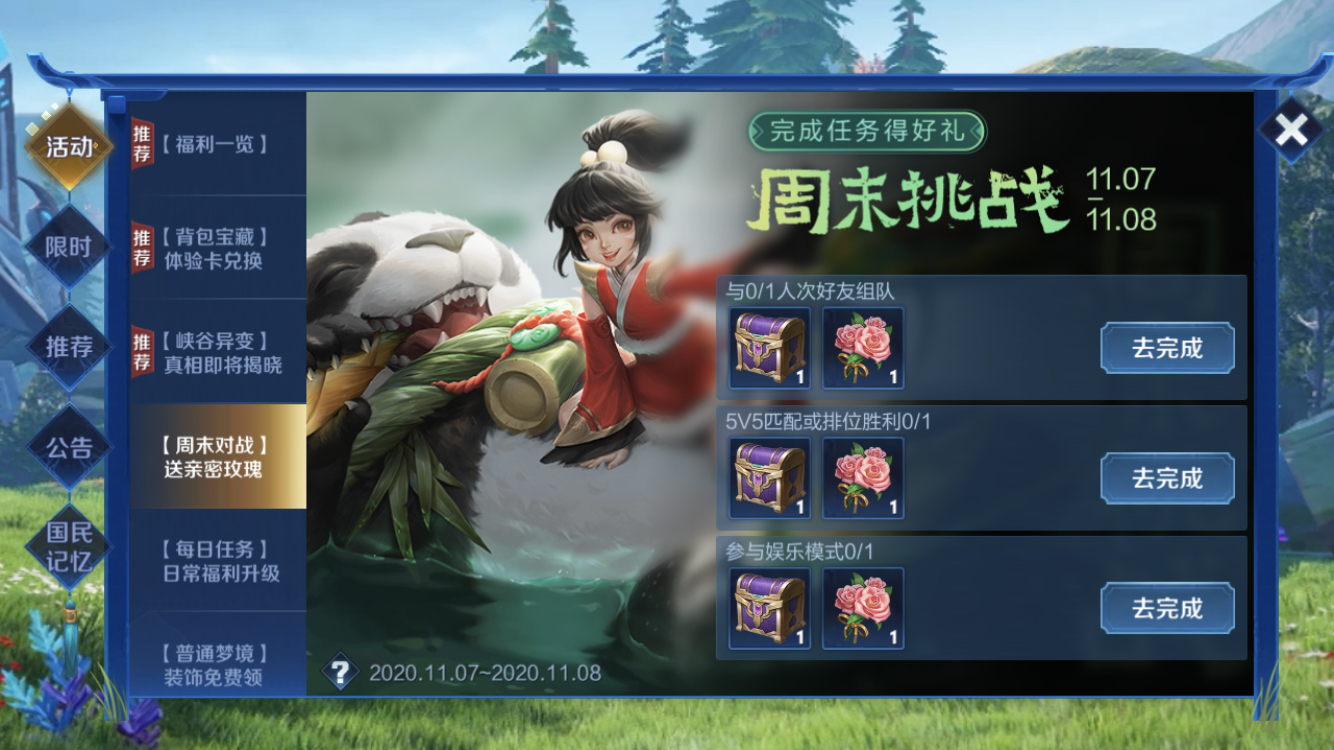 活动
限时
推荐
公告
国民
记忆
推荐
【福利一览】
推荐
【背包宝藏】
体验卡兑换
推荐
【峡谷异变】
真相即将揭晓
【周末对战】
送亲密玫瑰
【每日任务】
日常福利升级
【普通梦境】
装饰免费领
完成任务得好礼
周末挑战
11.07
-
11.08
与0/1人次好友组队
1
1
去完成
5V5匹配或排位胜利0/1
1
1
去完成
参与娱乐模式0/1
1
1
去完成
?
2020.11.07~2020.11.08